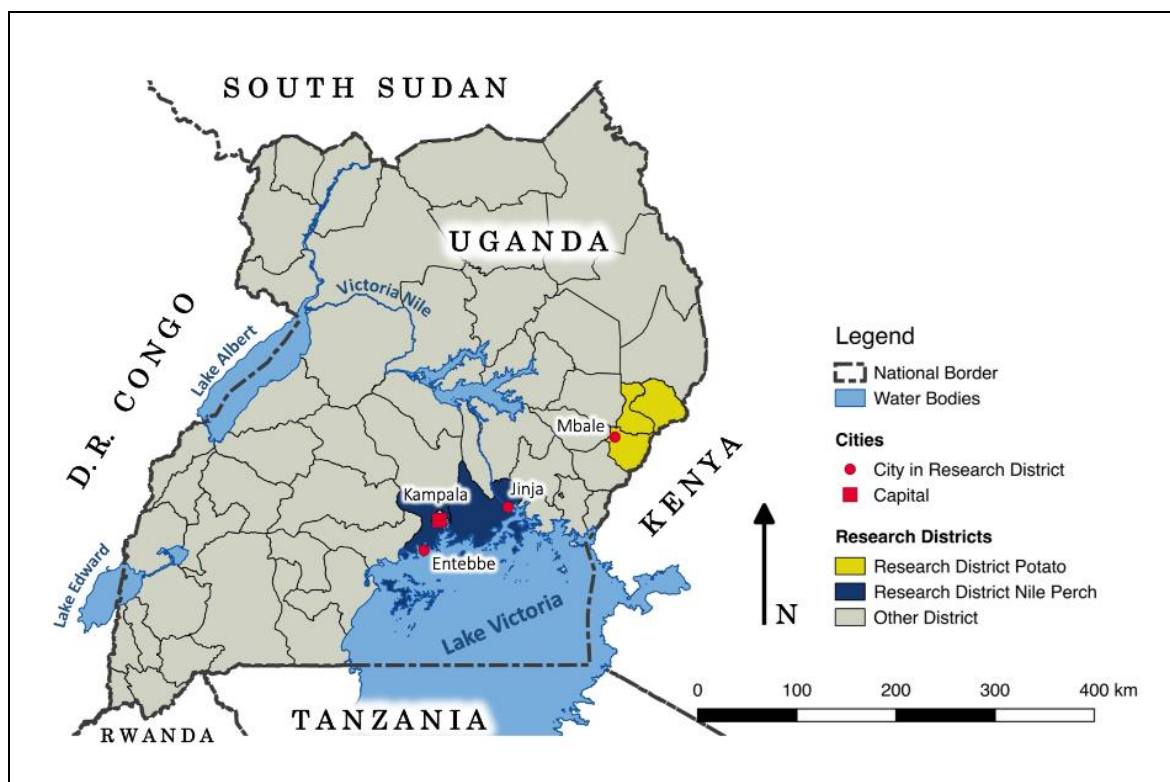 SOUTH SUDAN
UGANDA
Victoria Nile
Lake Albert
D. R. CONGO
Mbale
KENYA
Kampala
Jinja
Entebbe
Lake Edward
Lake Victoria
TANZANIA
RWANDA
Legend
National Border
Water Bodies
Cities
City in Research District
Capital
Research Districts
Research District Potato
Research District Nile Perch
Other District
N
0 100 200 300 400 km